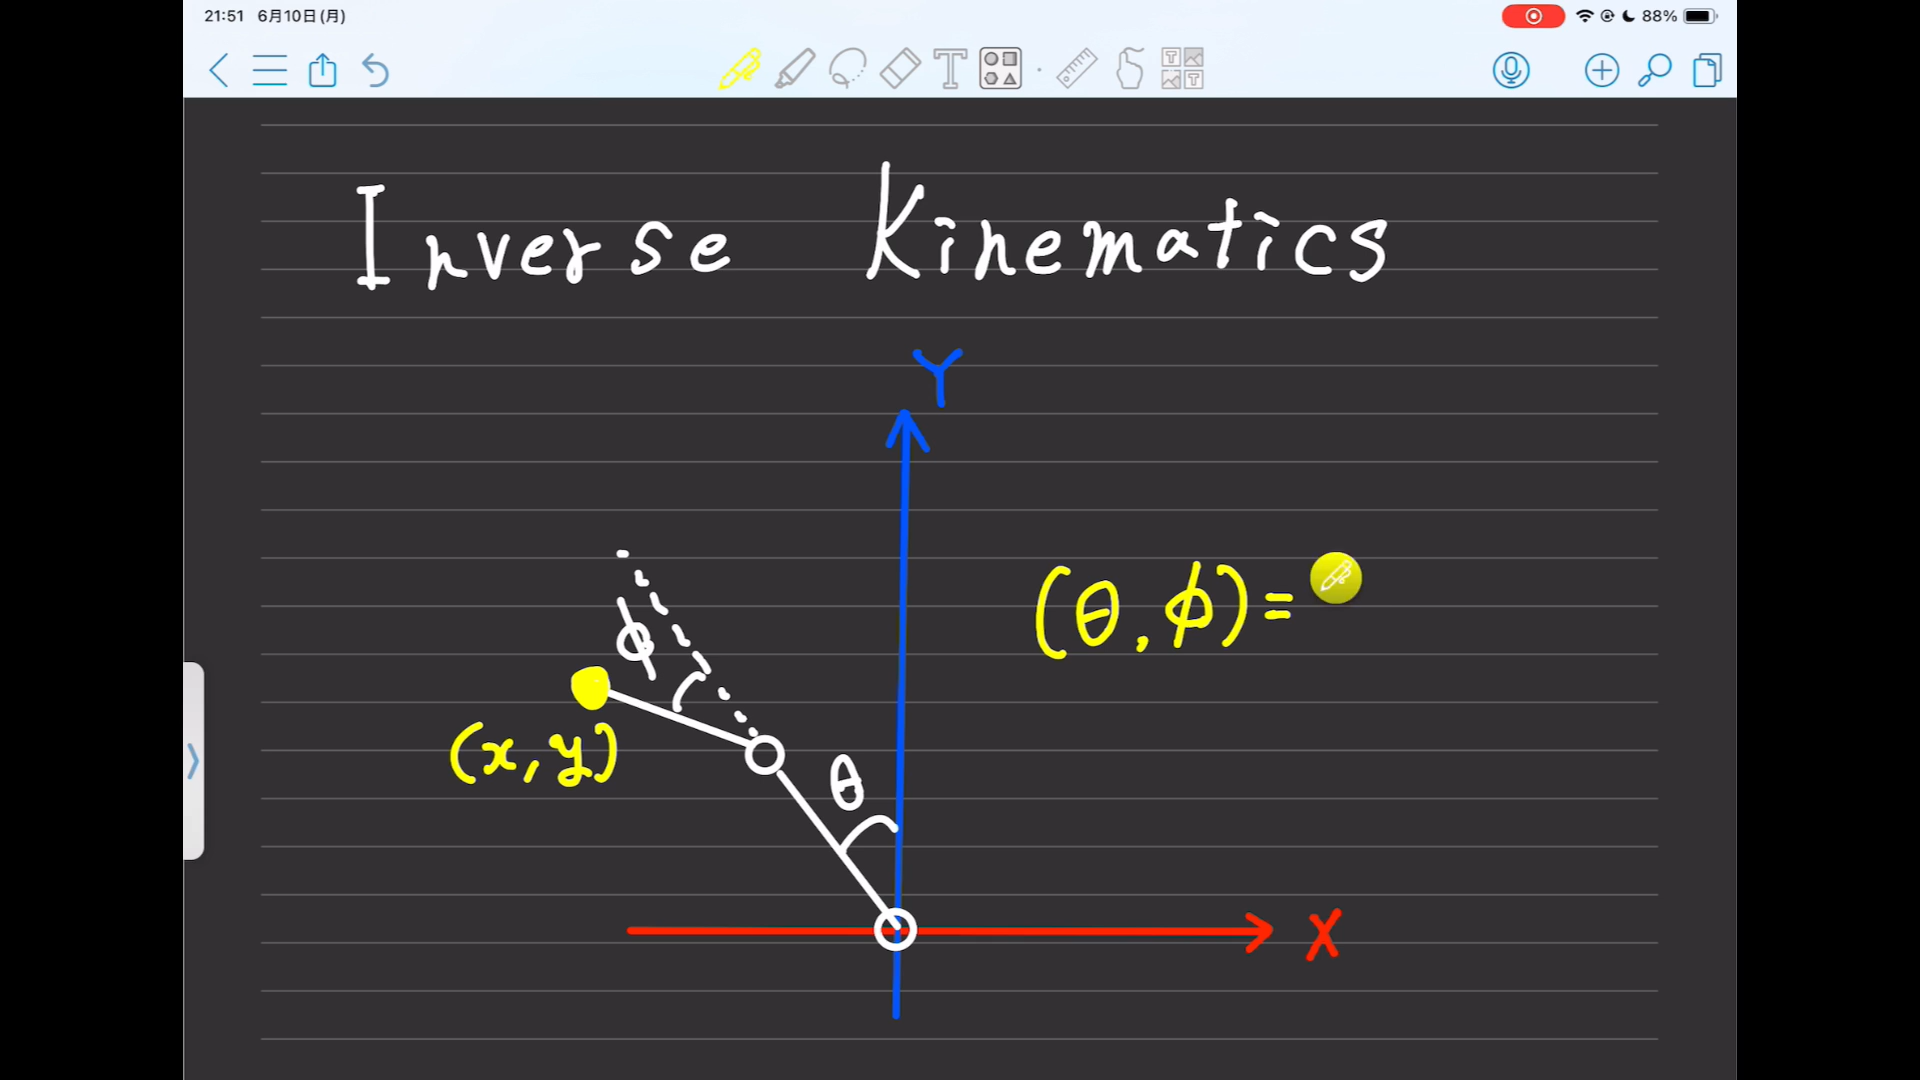 21:51 6月10日(月) 88%
Inverse Kinematics
Y
(θ, φ)=
φ
(x, y)
θ
X